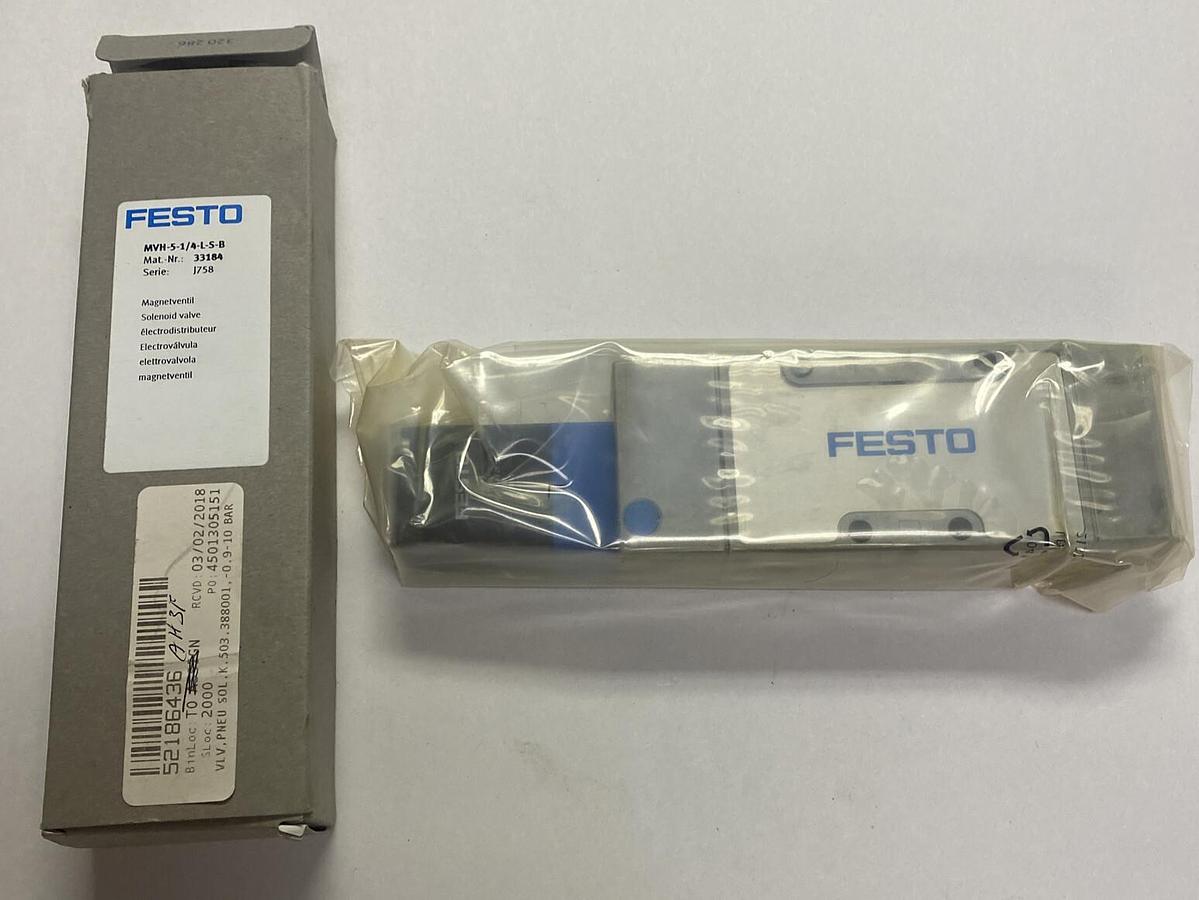 320 286
FESTO
MVH-5-1/4-L-S-B
Mat.-Nr.: 33184
Serie: J758
Magnetventil
Solenoid valve
électrodistributeur
Electroválvula
elettrovalvola
magnetventil
52186436 AH3F
BinLoc: TO
RCVD: 03/02/2018
SLoc: 2000
PO: 4501305151
VLV,PNEU SOL,K.503.388001,-0.9-10 BAR
FESTO